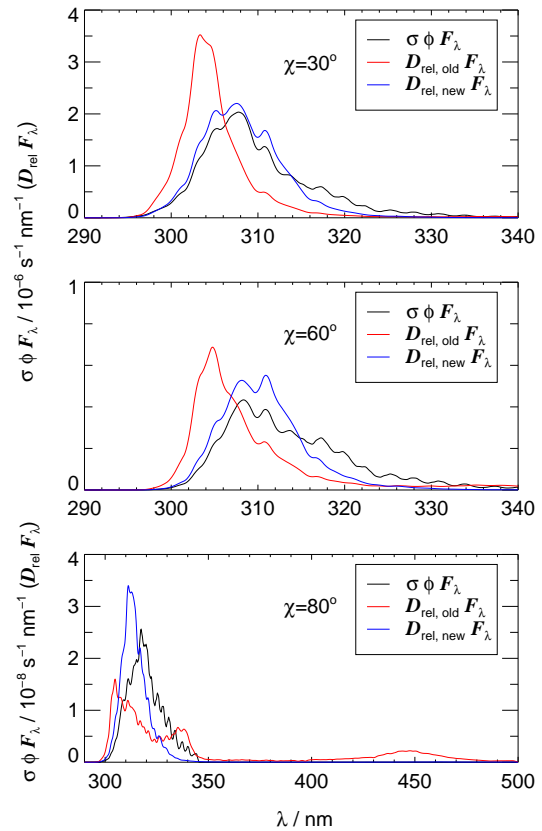 4
3
2
1
0
χ=30°
σ ϕ F_λ
D_rel, old F_λ
D_rel, new F_λ
290 300 310 320 330 340
1
0
χ=60°
σ ϕ F_λ
D_rel, old F_λ
D_rel, new F_λ
290 300 310 320 330 340
σ ϕ F_λ / 10⁻⁶ s⁻¹ nm⁻¹ (D_rel F_λ)
4
3
2
1
0
χ=80°
σ ϕ F_λ
D_rel, old F_λ
D_rel, new F_λ
300 350 400 450 500
σ ϕ F_λ / 10⁻⁸ s⁻¹ nm⁻¹ (D_rel F_λ)
λ / nm